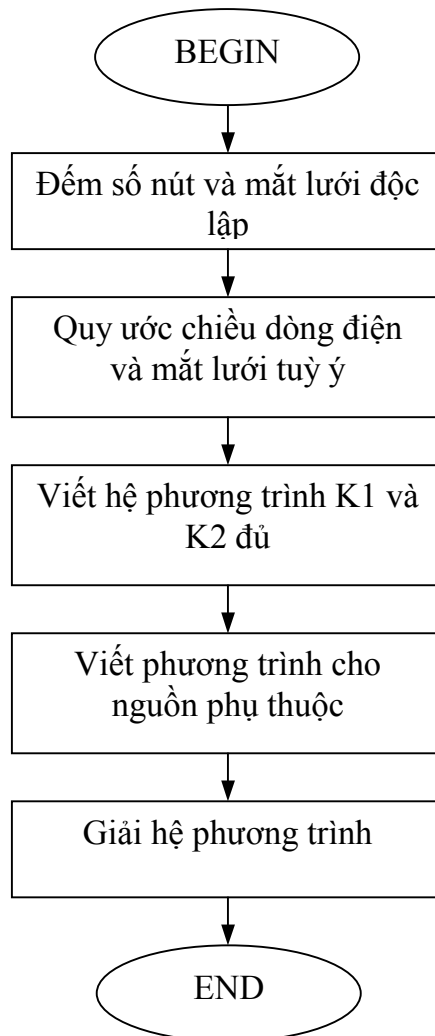 BEGIN
Đếm số nút và mắt lưới độc
lập
Quy ước chiều dòng điện
và mắt lưới tuỳ ý
Viết hệ phương trình K1 và
K2 đủ
Viết phương trình cho
nguồn phụ thuộc
Giải hệ phương trình
END